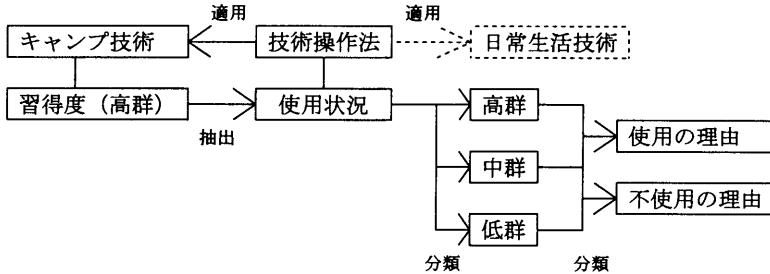 適用 適用
キャンプ技術 技術操作法 日常生活技術
習得度（高群） 使用状況 高群
抽出
使用の理由
中群
不使用の理由
低群
分類 分類